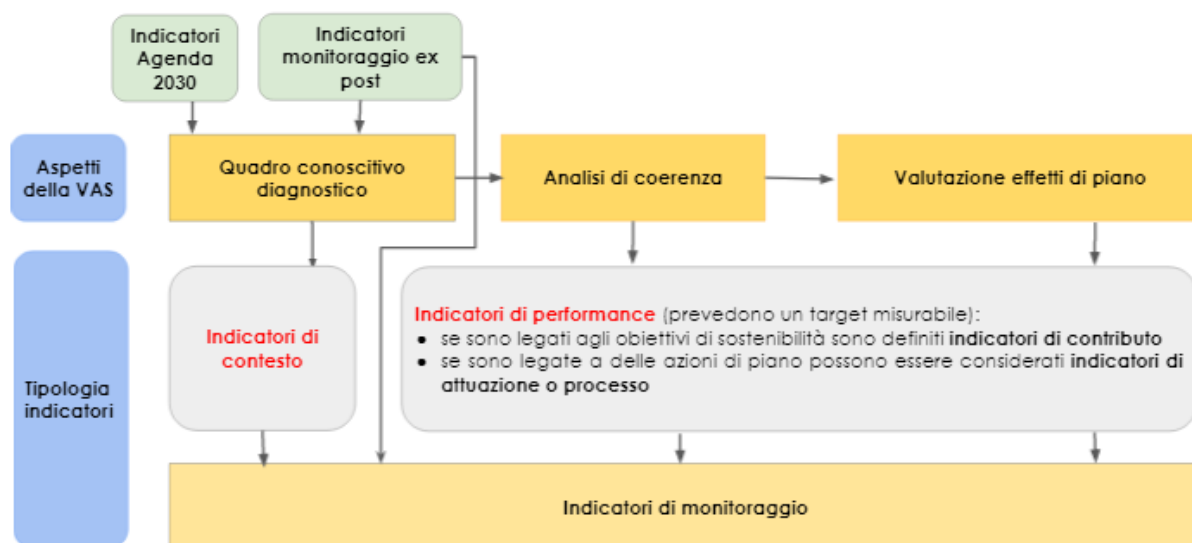 Indicatori
Agenda
2030
Indicatori
monitoraggio ex
post
Aspetti
della VAS
Quadro conoscitivo
diagnostico
Analisi di coerenza
Valutazione effetti di piano
Tipologia
indicatori
Indicatori di
contesto
Indicatori di performance (prevedono un target misurabile):
• se sono legati agli obiettivi di sostenibilità sono definiti indicatori di contributo
• se sono legate a delle azioni di piano possono essere considerati indicatori di
attuazione o processo
Indicatori di monitoraggio